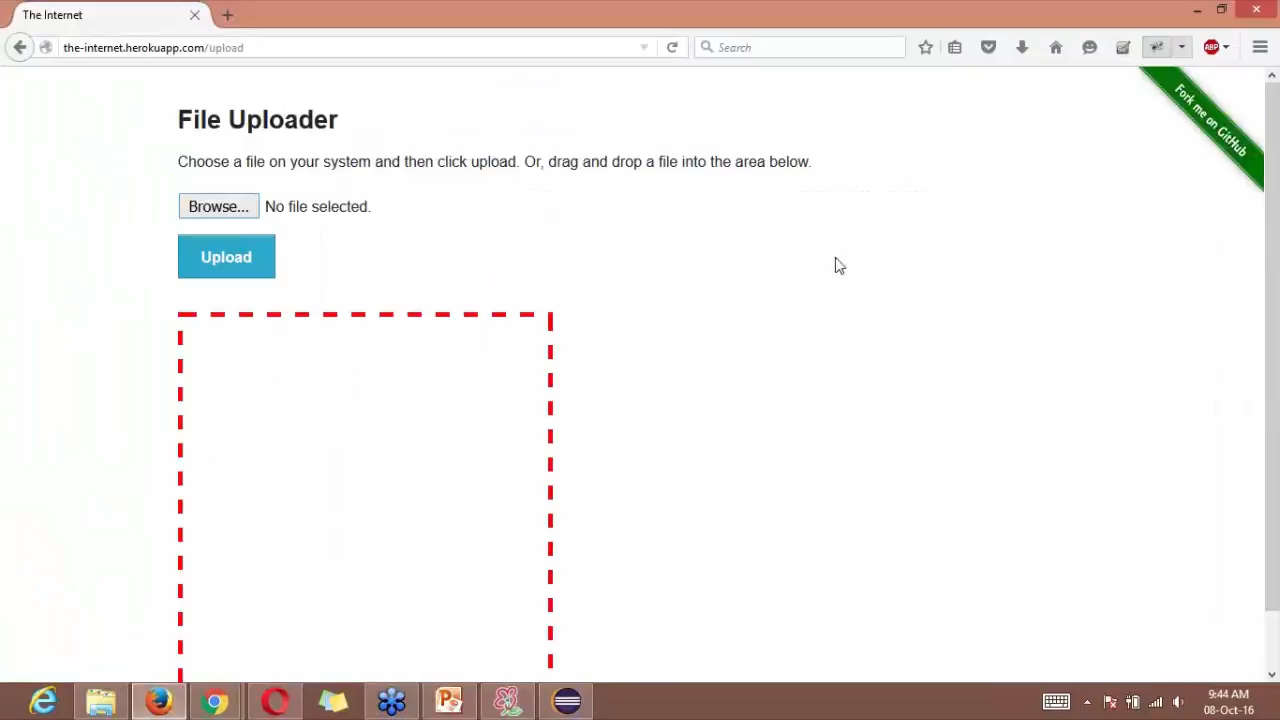 The Internet
the-internet.herokuapp.com/upload
Search
ABP
Fork me on GitHub
File Uploader
Choose a file on your system and then click upload. Or, drag and drop a file into the area below.
Browse... No file selected.
Upload
9:44 AM
08-Oct-16